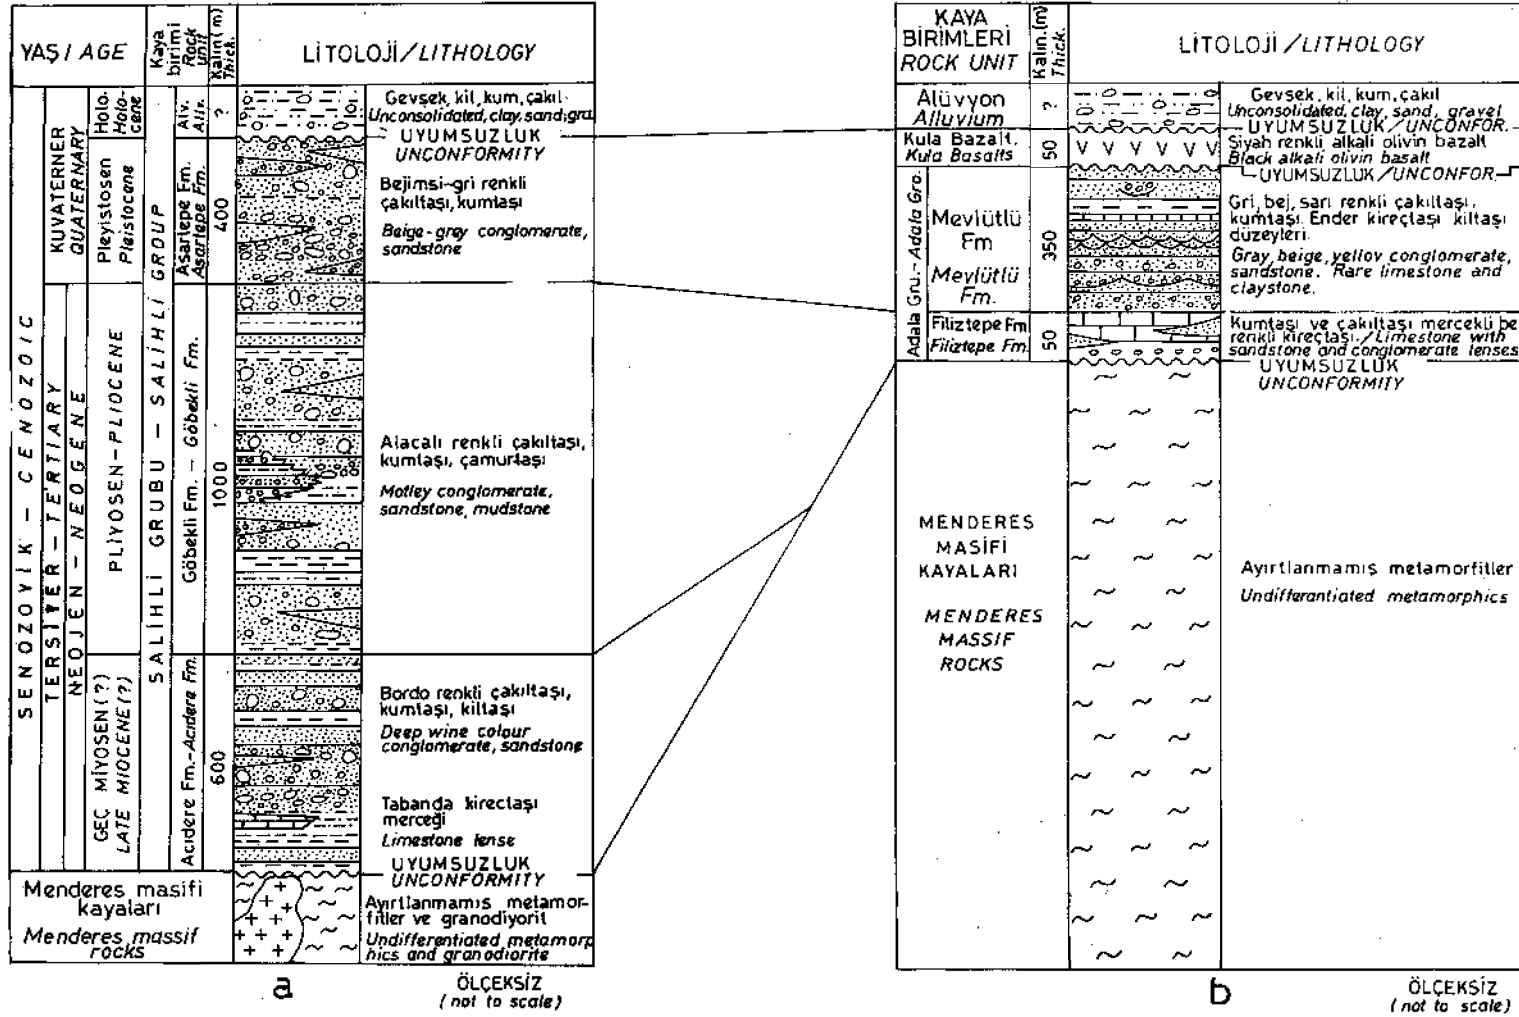 YAŞ / AGE
Kaya
birimi
Rock
Unit
Kalın(m)
Thick.
LİTOLOJİ/LITHOLOGY
SENOZOYİK - CENOZOIC
TERSİYER - TERTIARY
NEOJEN - NEOGENE
KUVATERNER
QUATERNARY
Holo-
Holo-
cene
Pleyistosen
Pleistocene
PLİYOSEN-PLIOCENE
GEÇ MİYOSEN(?)
LATE MIOCENE(?)
SALİHLİ GRUBU - SALİHLİ GROUP
Alv.
Asartepe Fm.
Asartepe Fm.
Göbekli Fm. - Göbekli Fm.
Acıdere Fm.-Acıdere Fm.
?
400
1000
600
Gevşek, kil, kum, çakıl
Unconsolidated, clay, sand, gra
UYUMSUZLUK
UNCONFORMITY
Bejimsi-gri renkli
çakıltaşı, kumtaşı
Beige-grey conglomerate,
sandstone
Alacalı renkli çakıltaşı,
kumtaşı, çamurtaşı
Motley conglomerate,
sandstone, mudstone
Bordo renkli çakıltaşı,
kumtaşı, kiltaşı
Deep wine colour
conglomerate, sandstone
Tabanda kireçtaşı
merceği
Limestone lense
UYUMSUZLUK
UNCONFORMITY
Menderes masifi
kayaları
Menderes massif
rocks
Ayırtlanmamış metamor-
fitler ve granodiyorit
Undifferentiated metamorp
hics and granodiorite
a
ÖLÇEKSİZ
(not to scale)
KAYA
BİRİMLERİ
ROCK UNIT
Kalın.(m)
Thick.
LİTOLOJİ/LITHOLOGY
Alüvyon
Alluvium
?
Gevşek, kil, kum, çakıl
Unconsolidated, clay, sand, gravel
UYUMSUZLUK/UNCONFOR.
Kula Bazalt.
Kula Basalts
50
Siyah renkli alkali olivin bazalt
Black alkali olivin basalt
UYUMSUZLUK/UNCONFOR.
Adala Gru.-Adala Gro.
Mevlütlü
Fm
Mevlütlü
Fm.
350
Gri, bej, sarı renkli çakıltaşı,
kumtaşı. Ender kireçtaşı kiltaşı
düzeyleri.
Gray, beige, yellov conglomerate,
sandstone. Rare limestone and
claystone.
Filiztepe Fm
Filiztepe Fm.
50
Kumtaşı ve çakıltaşı mercekli be
renkli kireçtaşı./Limestone with
sandstone and conglomerate lenses
UYUMSUZLUK
UNCONFORMITY
MENDERES
MASİFİ
KAYALARI
MENDERES
MASSIF
ROCKS
Ayırtlanmamış metamorfitler
Undifferantiated metamorphics
b
ÖLÇEKSİZ
(not to scale)